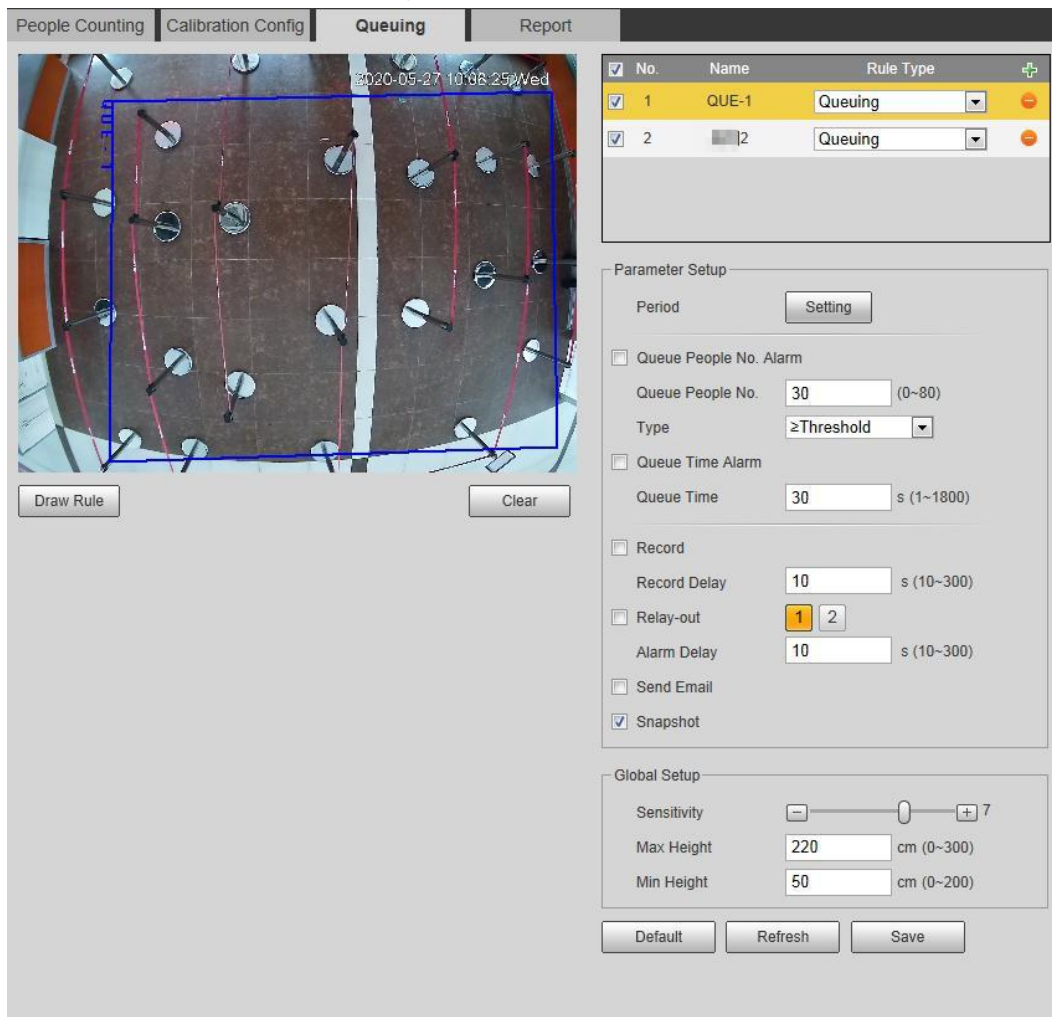 People Counting Calibration Config Queuing Report
2020-05-27 10:08:25 Wed
QUE-1
No. Name Rule Type
1 QUE-1 Queuing
2 2 Queuing
Parameter Setup
Period Setting
Queue People No. Alarm
Queue People No. 30 (0~80)
Type ≥Threshold
Queue Time Alarm
Queue Time 30 s (1~1800)
Record
Record Delay 10 s (10~300)
Relay-out 1 2
Alarm Delay 10 s (10~300)
Send Email
Snapshot
Draw Rule Clear
Global Setup
Sensitivity 7
Max Height 220 cm (0~300)
Min Height 50 cm (0~200)
Default Refresh Save